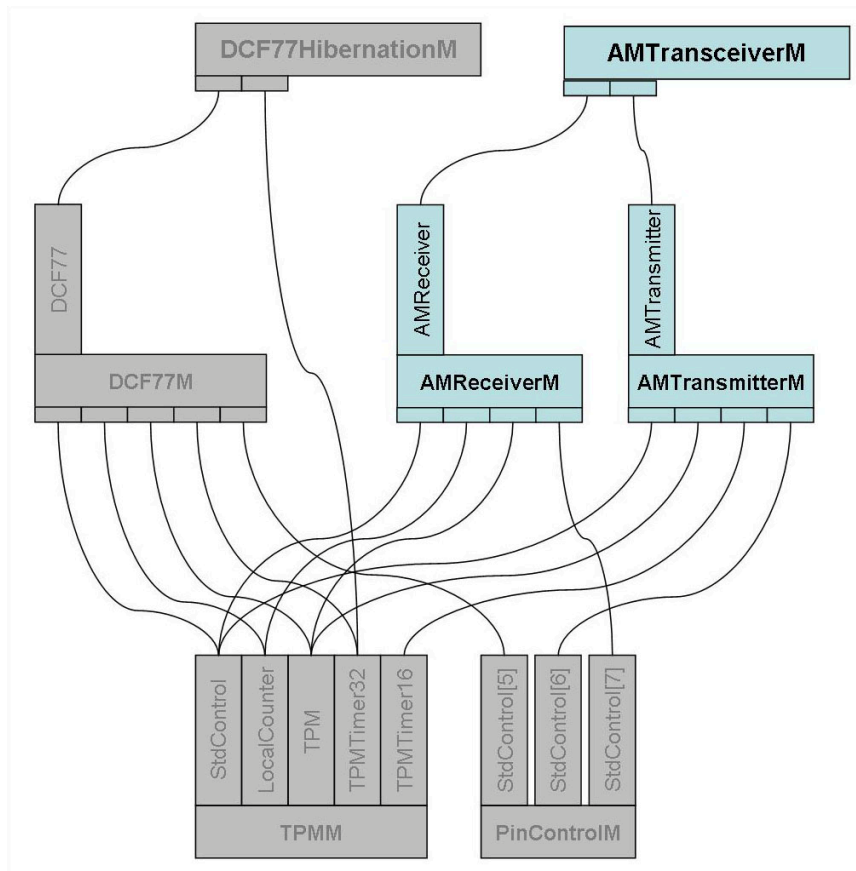 DCF77HibernationM
AMTransceiverM
DCF77
AMReceiver
AMTransmitter
DCF77M
AMReceiverM
AMTransmitterM
StdControl
LocalCounter
TPM
TPMTimer32
TPMTimer16
StdControl[5]
StdControl[6]
StdControl[7]
TPMM
PinControlM